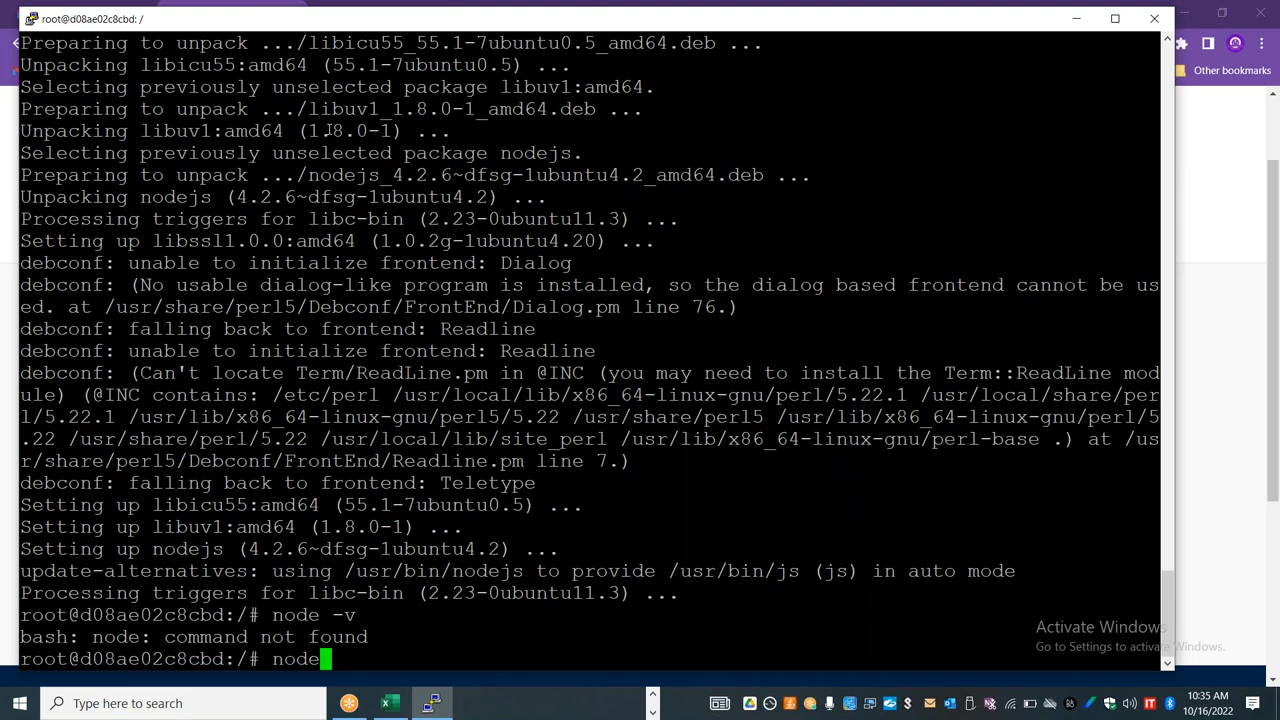 root@d08ae02c8cbd: /
Other bookmarks
Preparing to unpack .../libicu55_55.1-7ubuntu0.5_amd64.deb ...
Unpacking libicu55:amd64 (55.1-7ubuntu0.5) ...
Selecting previously unselected package libuv1:amd64.
Preparing to unpack .../libuv1_1.8.0-1_amd64.deb ...
Unpacking libuv1:amd64 (1.8.0-1) ...
Selecting previously unselected package nodejs.
Preparing to unpack .../nodejs_4.2.6~dfsg-1ubuntu4.2_amd64.deb ...
Unpacking nodejs (4.2.6~dfsg-1ubuntu4.2) ...
Processing triggers for libc-bin (2.23-0ubuntu11.3) ...
Setting up libssl1.0.0:amd64 (1.0.2g-1ubuntu4.20) ...
debconf: unable to initialize frontend: Dialog
debconf: (No usable dialog-like program is installed, so the dialog based frontend cannot be us
ed. at /usr/share/perl5/Debconf/FrontEnd/Dialog.pm line 76.)
debconf: falling back to frontend: Readline
debconf: unable to initialize frontend: Readline
debconf: (Can't locate Term/ReadLine.pm in @INC (you may need to install the Term::ReadLine mod
ule) (@INC contains: /etc/perl /usr/local/lib/x86_64-linux-gnu/perl/5.22.1 /usr/local/share/per
l/5.22.1 /usr/lib/x86_64-linux-gnu/perl5/5.22 /usr/share/perl5 /usr/lib/x86_64-linux-gnu/perl/5
.22 /usr/share/perl/5.22 /usr/local/lib/site_perl /usr/lib/x86_64-linux-gnu/perl-base .) at /us
r/share/perl5/Debconf/FrontEnd/Readline.pm line 7.)
debconf: falling back to frontend: Teletype
Setting up libicu55:amd64 (55.1-7ubuntu0.5) ...
Setting up libuv1:amd64 (1.8.0-1) ...
Setting up nodejs (4.2.6~dfsg-1ubuntu4.2) ...
update-alternatives: using /usr/bin/nodejs to provide /usr/bin/js (js) in auto mode
Processing triggers for libc-bin (2.23-0ubuntu11.3) ...
root@d08ae02c8cbd:/# node -v
bash: node: command not found
root@d08ae02c8cbd:/# node
Activate Windows
Go to Settings to activate Windows.
Type here to search
IT
10:35 AM
10/16/2022